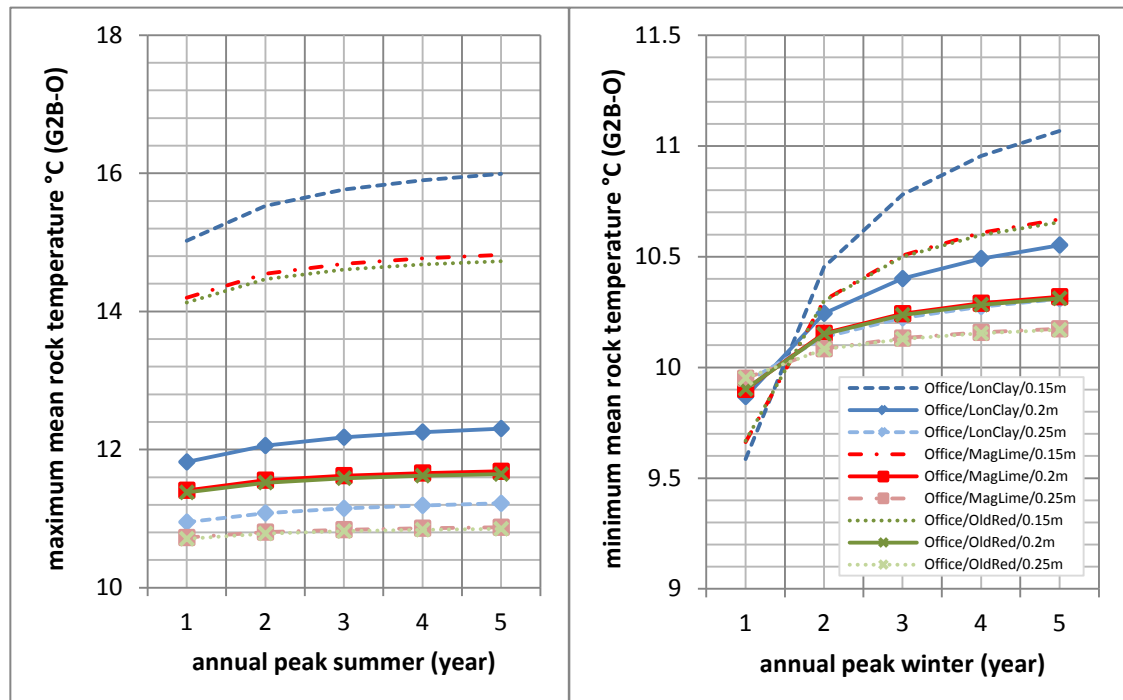 maximum mean rock temperature °C (G2B-O)
18
16
14
12
10
1 2 3 4 5
annual peak summer (year)
minimum mean rock temperature °C (G2B-O)
11.5
11
10.5
10
9.5
9
1 2 3 4 5
annual peak winter (year)
Office/LonClay/0.15m
Office/LonClay/0.2m
Office/LonClay/0.25m
Office/MagLime/0.15m
Office/MagLime/0.2m
Office/MagLime/0.25m
Office/OldRed/0.15m
Office/OldRed/0.2m
Office/OldRed/0.25m